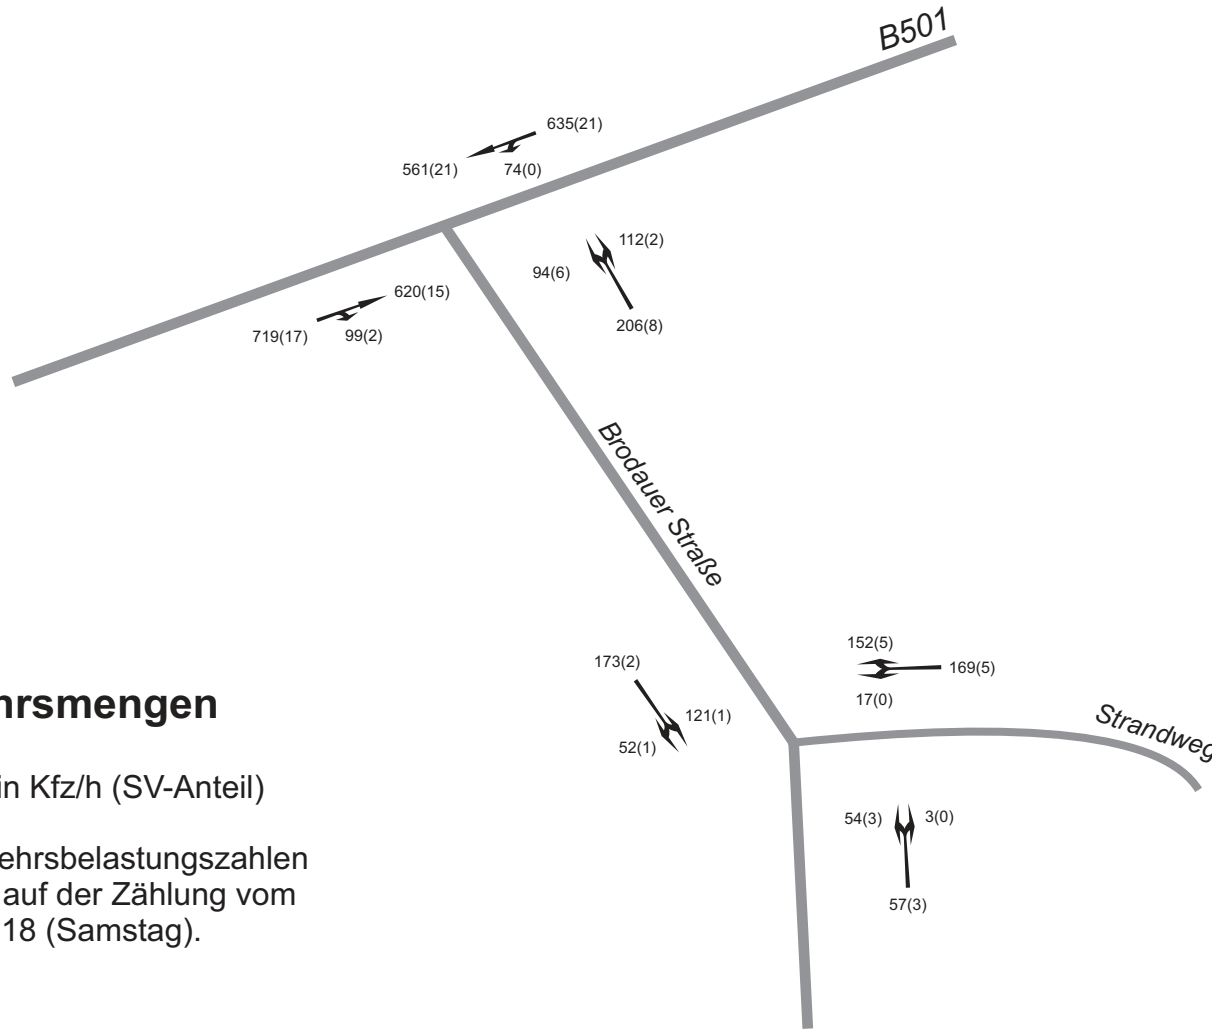 B501
635(21)
561(21)
74(0)
112(2)
94(6)
206(8)
620(15)
719(17)
99(2)
Brodauer Straße
173(2)
121(1)
52(1)
152(5)
169(5)
17(0)
Strandweg
54(3)
3(0)
57(3)
hrsmengen
in Kfz/h (SV-Anteil)
ehrsbelastungszahlen
auf der Zählung vom
18 (Samstag).